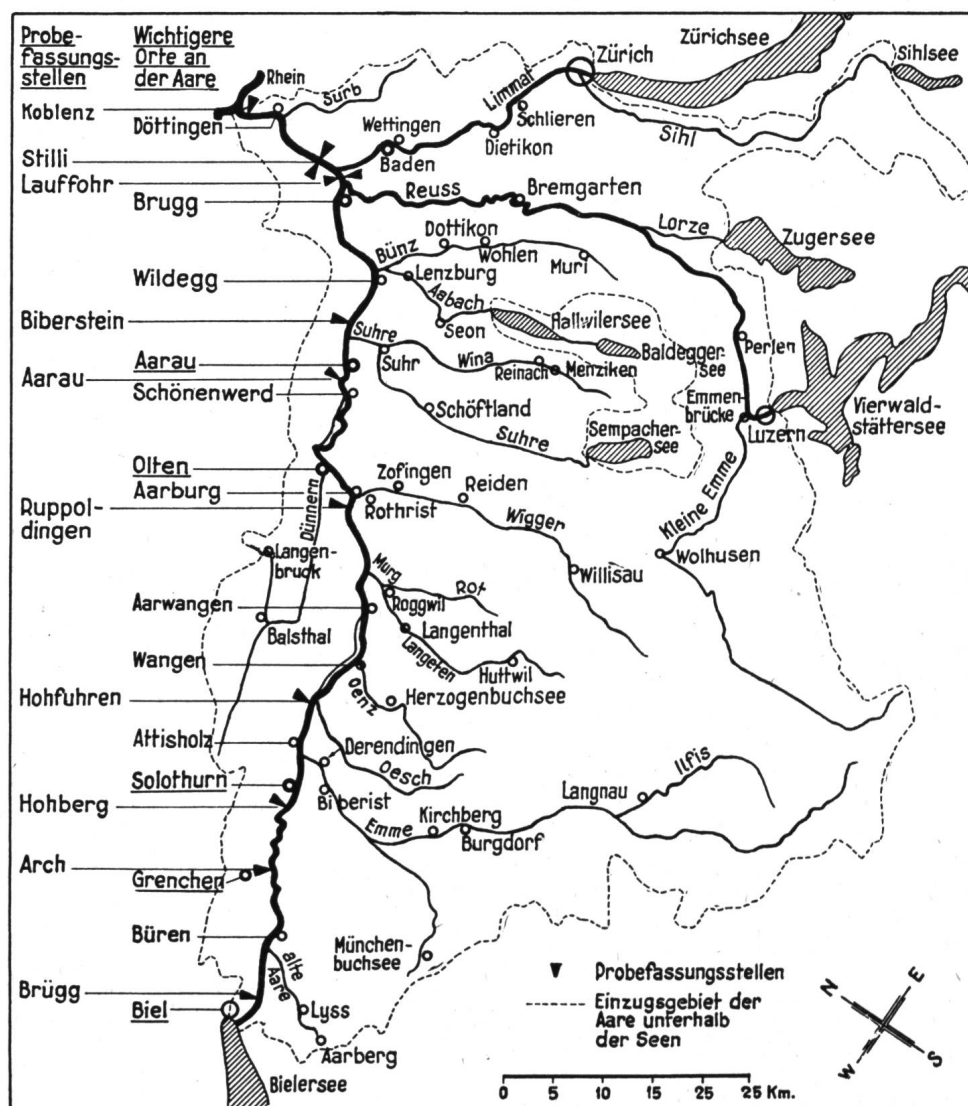 Probe-
fassungs-
stellen
Wichtigere
Orte an
der Aare
Koblenz
Döttingen
Stilli
Lauffohr
Brugg
Wildegg
Biberstein
Aarau
Aarau
Schönenwerd
Olten
Aarburg
Ruppol-
dingen
Aarwangen
Wangen
Hohfuhren
Attisholz
Solothurn
Hohberg
Arch
Grenchen
Büren
Brügg
Biel
Rhein
Surb
Limmat
Zürich
Zürichsee
Sihlsee
Sihl
Wettingen
Baden
Schlieren
Dietikon
Reuss
Bremgarten
Lorze
Zugersee
Bünz
Dottikon
Wohlen
Muri
Lenzburg
Aabach
Seon
Hallwilersee
Baldegger-
see
Suhre
Suhr
Wina
Reinach
Menziken
Schöftland
Suhre
Sempacher-
see
Perlen
Emmen-
brücke
Luzern
Vierwald-
stättersee
Kleine Emme
Wolhusen
Zofingen
Rothrist
Reiden
Wigger
Willisau
Dünnern
Langen-
bruck
Balsthal
Murg
Rot
Roggwil
Langenthal
Langeten
Huttwil
Oenz
Herzogenbuchsee
Derendingen
Oesch
Biberist
Emme
Kirchberg
Burgdorf
Langnau
Ilfis
München-
buchsee
alte
Aare
Lyss
Aarberg
Bielersee
Probefassungsstellen
Einzugsgebiet der
Aare unterhalb
der Seen
N
E
W
S
0 5 10 15 25 25 Km.